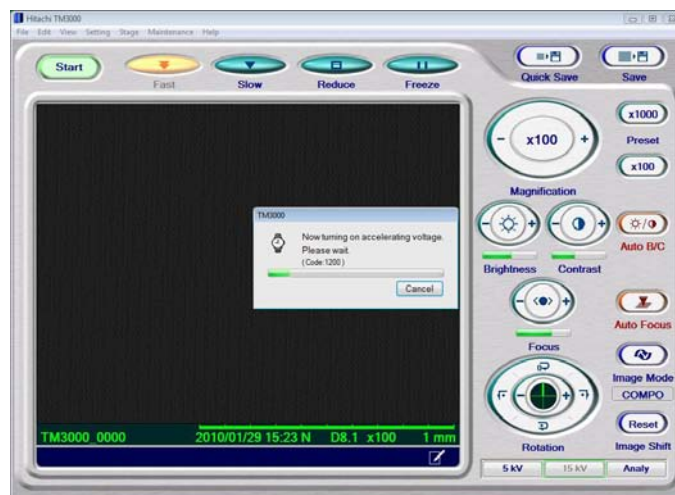 Hitachi TM3000
File Edit View Setting Stage Maintenance Help
Start
Fast Slow Reduce Freeze
Quick Save Save
x100
x1000
Preset
x100
Magnification
Auto B/C
Brightness Contrast
TM3000
Now turning on accelerating voltage.
Please wait.
(Code:1200)
Cancel
Auto Focus
Focus
Image Mode
COMPO
Reset
Rotation Image Shift
TM3000_0000 2010/01/29 15:23 N D8.1 x100 1 mm
5 kV 15 kV Analy